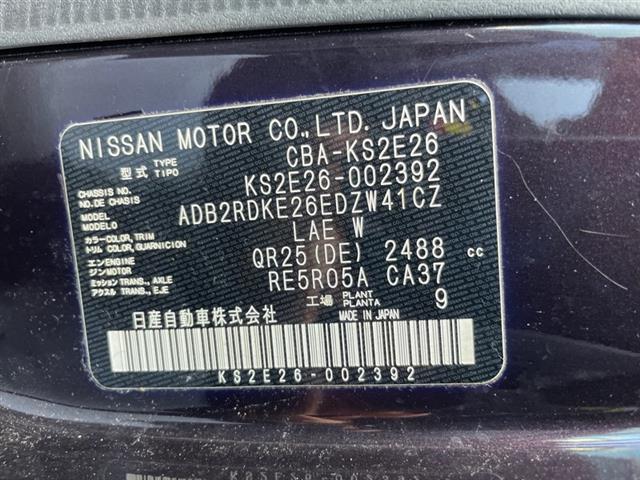 NISSAN MOTOR CO.,LTD. JAPAN
型式 TYPE TIPO CBA-KS2E26
CHASSIS NO. NO.DE CHASIS KS2E26-002392
MODEL MODELO ADB2RDKE26EDZW41CZ
カラー COLOR, TRIM トリム COLOR, GUARNICION LAE W
エンジン ENGINE MOTOR QR25(DE) 2488 cc
ミッション TRANS., AXLE アクスル TRANS., EJE RE5R05A CA37
工場 PLANT PLANTA 9
日産自動車株式会社 MADE IN JAPAN
KS2E26-002392